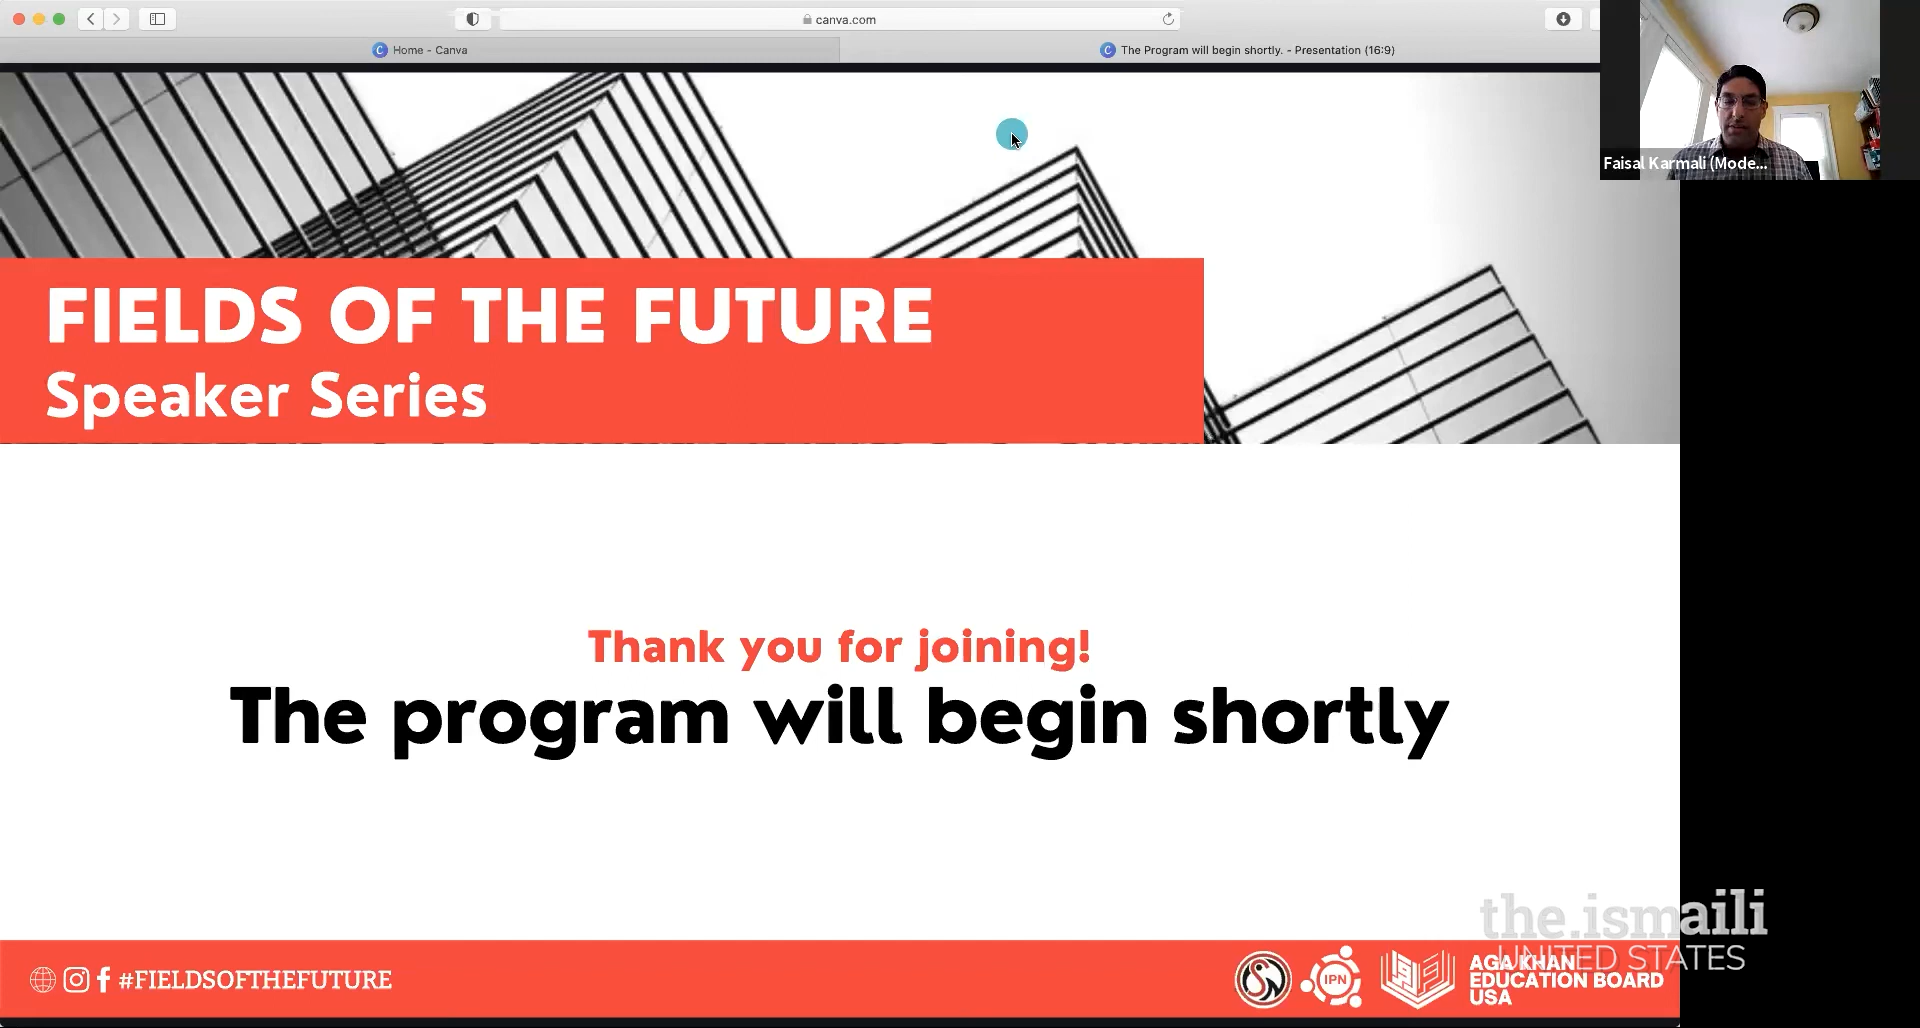 canva.com
Home - Canva
The Program will begin shortly. - Presentation (16:9)
Faisal Karmali (Mode...
FIELDS OF THE FUTURE
Speaker Series
Thank you for joining!
The program will begin shortly
the.ismaili
UNITED STATES
#FIELDSOFTHEFUTURE
IPN
AGA KHAN
EDUCATION BOARD
USA